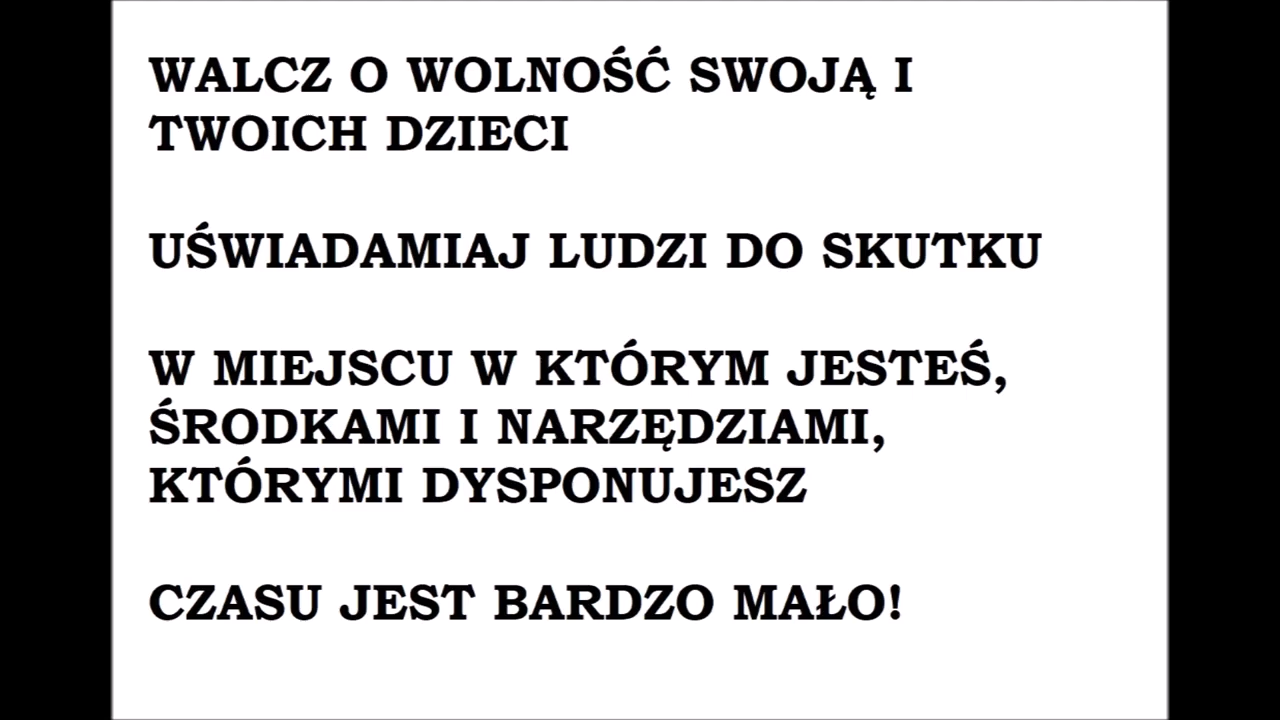 WALCZ O WOLNOŚĆ SWOJĄ I
TWOICH DZIECI
UŚWIADAMIAJ LUDZI DO SKUTKU
W MIEJSCU W KTÓRYM JESTEŚ,
ŚRODKAMI I NARZĘDZIAMI,
KTÓRYMI DYSPONUJESZ
CZASU JEST BARDZO MAŁO!